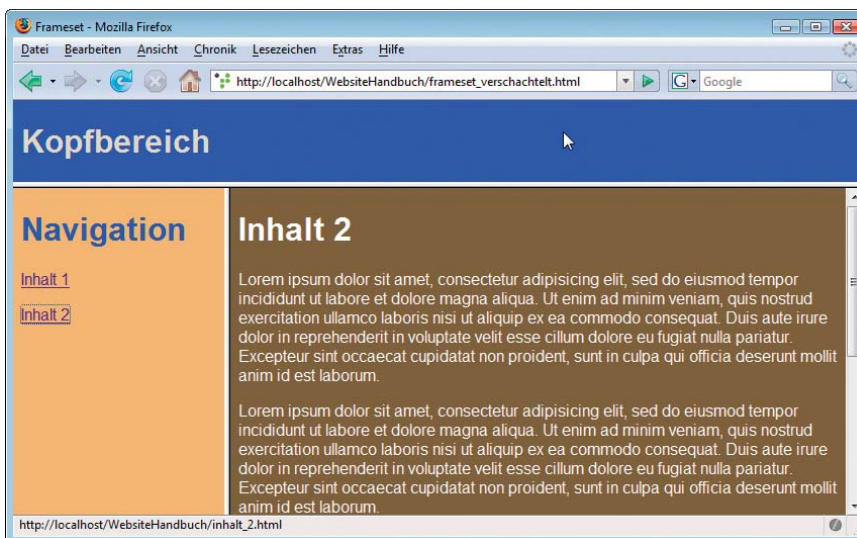 Frameset - Mozilla Firefox
Datei Bearbeiten Ansicht Chronik Lesezeichen Extras Hilfe
http://localhost/WebsiteHandbuch/frameset_verschachtelt.html G Google
Kopfbereich
Navigation
Inhalt 1
Inhalt 2
Inhalt 2
Lorem ipsum dolor sit amet, consectetur adipisicing elit, sed do eiusmod tempor
incididunt ut labore et dolore magna aliqua. Ut enim ad minim veniam, quis nostrud
exercitation ullamco laboris nisi ut aliquip ex ea commodo consequat. Duis aute irure
dolor in reprehenderit in voluptate velit esse cillum dolore eu fugiat nulla pariatur.
Excepteur sint occaecat cupidatat non proident, sunt in culpa qui officia deserunt mollit
anim id est laborum.
Lorem ipsum dolor sit amet, consectetur adipisicing elit, sed do eiusmod tempor
incididunt ut labore et dolore magna aliqua. Ut enim ad minim veniam, quis nostrud
exercitation ullamco laboris nisi ut aliquip ex ea commodo consequat. Duis aute irure
dolor in reprehenderit in voluptate velit esse cillum dolore eu fugiat nulla pariatur.
Excepteur sint occaecat cupidatat non proident, sunt in culpa qui officia deserunt mollit
anim id est laborum.
http://localhost/WebsiteHandbuch/inhalt_2.html